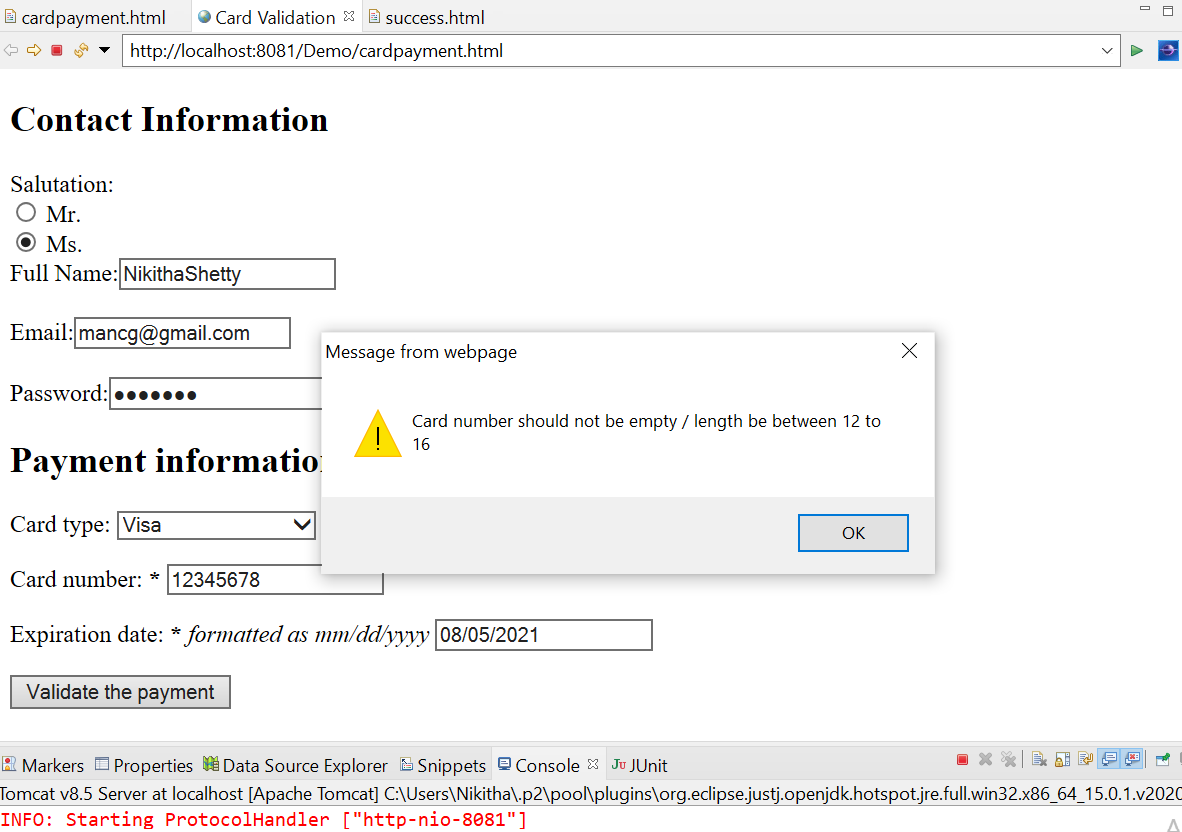 cardpayment.html Card Validation success.html
http://localhost:8081/Demo/cardpayment.html
Contact Information
Salutation:
Mr.
Ms.
Full Name: NikithaShetty
Email: mancg@gmail.com
Message from webpage
Password: •••••••
Card number should not be empty / length be between 12 to
16
Payment informatio
Card type: Visa
OK
Card number: * 12345678
Expiration date: * formatted as mm/dd/yyyy 08/05/2021
Validate the payment
Markers Properties Data Source Explorer Snippets Console JUnit
Tomcat v8.5 Server at localhost [Apache Tomcat] C:\Users\Nikitha\.p2\pool\plugins\org.eclipse.justj.openjdk.hotspot.jre.full.win32.x86_64_15.0.1.v2020
INFO: Starting ProtocolHandler ["http-nio-8081"]